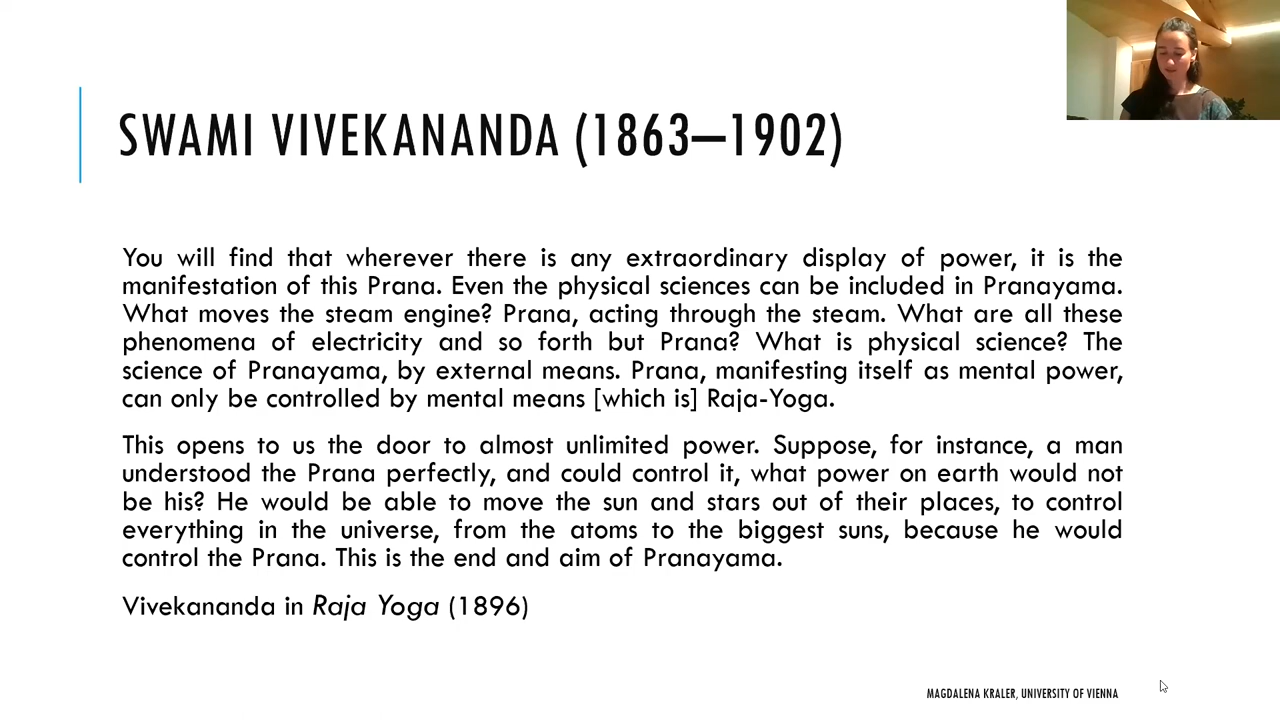 SWAMI VIVEKANANDA (1863–1902)
You will find that wherever there is any extraordinary display of power, it is the
manifestation of this Prana. Even the physical sciences can be included in Pranayama.
What moves the steam engine? Prana, acting through the steam. What are all these
phenomena of electricity and so forth but Prana? What is physical science? The
science of Pranayama, by external means. Prana, manifesting itself as mental power,
can only be controlled by mental means [which is] Raja-Yoga.
This opens to us the door to almost unlimited power. Suppose, for instance, a man
understood the Prana perfectly, and could control it, what power on earth would not
be his? He would be able to move the sun and stars out of their places, to control
everything in the universe, from the atoms to the biggest suns, because he would
control the Prana. This is the end and aim of Pranayama.
Vivekananda in Raja Yoga (1896)
MAGDALENA KRALER, UNIVERSITY OF VIENNA